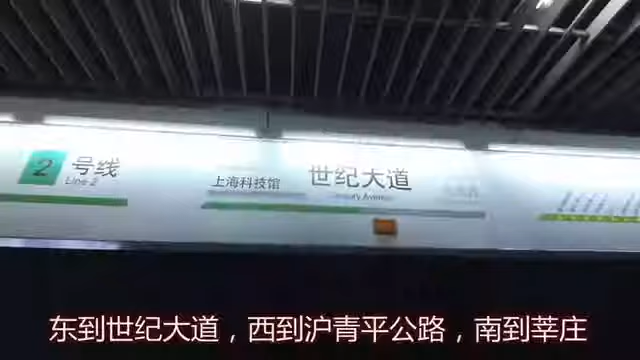 2 号线
Line 2
上海科技馆
世纪大道
Century Avenue
东到世纪大道，西到沪青平公路，南到莘庄